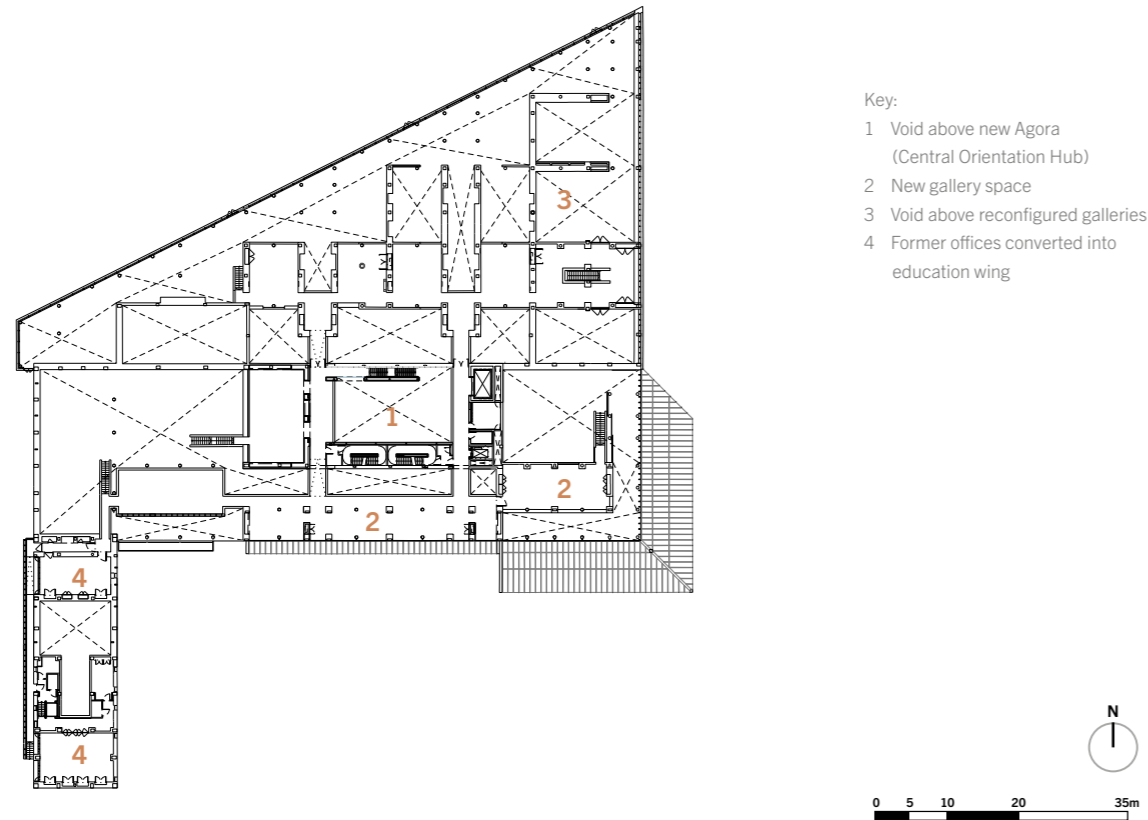 Key:
1 Void above new Agora
(Central Orientation Hub)
2 New gallery space
3 Void above reconfigured galleries
4 Former offices converted into
education wing
3
1
2
2
4
4
N
0 5 10 20 35m